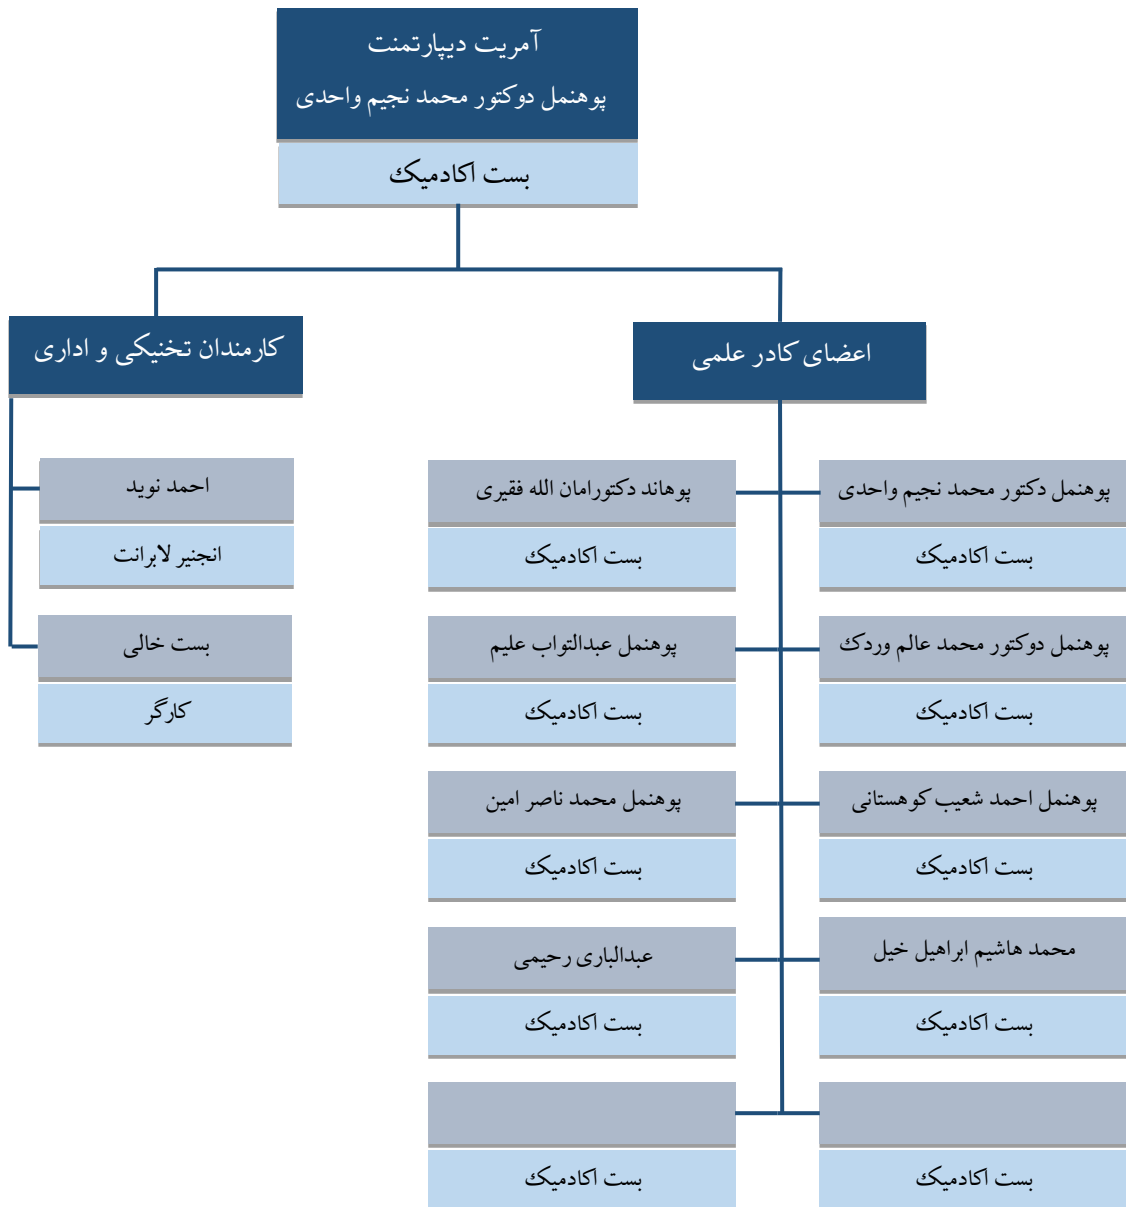 آمریت دیپارتمنت
پوهنمل دوکتور محمد نجیم واحدی
بست اکادمیک
اعضای کادر علمی
کارمندان تخنیکی و اداری
پوهنمل دکتور محمد نجیم واحدی
بست اکادمیک
پوهاند دکتورامان الله فقیری
بست اکادمیک
پوهنمل دوکتور محمد عالم وردک
بست اکادمیک
پوهنمل عبدالتواب علیم
بست اکادمیک
پوهنمل احمد شعیب کوهستانی
بست اکادمیک
پوهنمل محمد ناصر امین
بست اکادمیک
محمد هاشیم ابراهیل خیل
بست اکادمیک
عبدالباری رحیمی
بست اکادمیک
بست اکادمیک
بست اکادمیک
احمد نوید
انجنیر لابرانت
بست خالی
کارگر